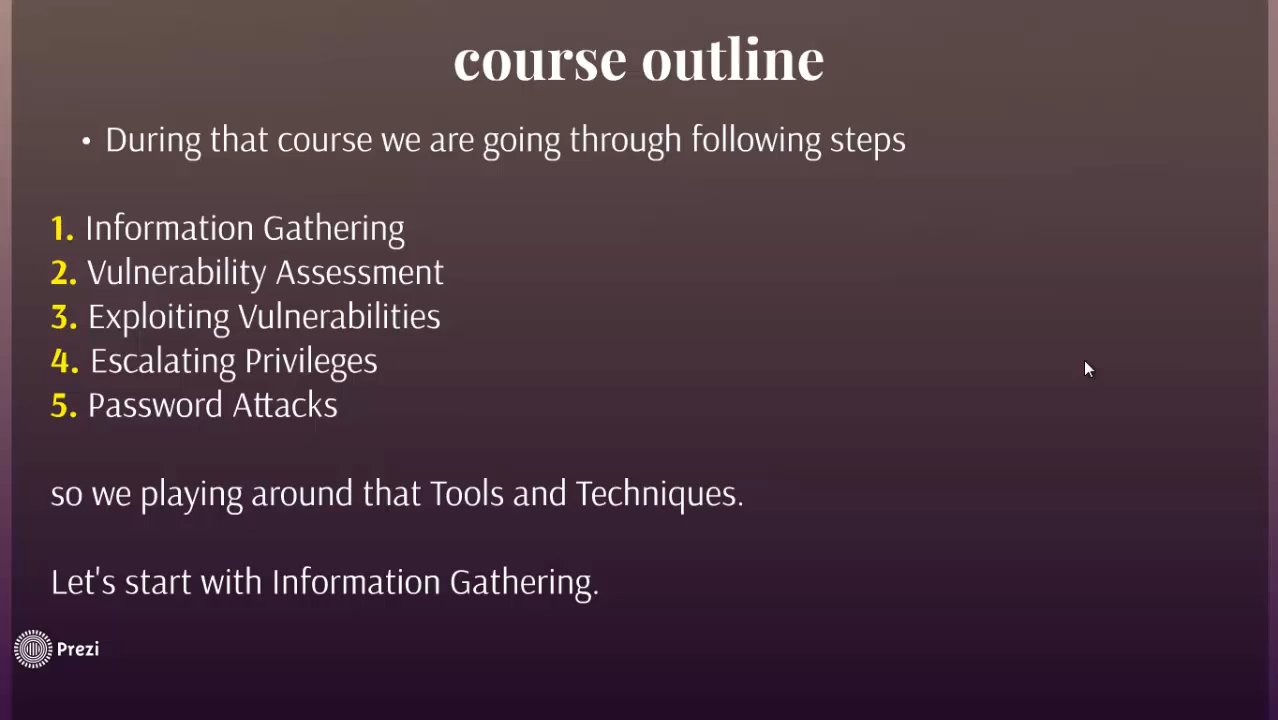 course outline
• During that course we are going through following steps
1. Information Gathering
2. Vulnerability Assessment
3. Exploiting Vulnerabilities
4. Escalating Privileges
5. Password Attacks
so we playing around that Tools and Techniques.
Let's start with Information Gathering.
Prezi